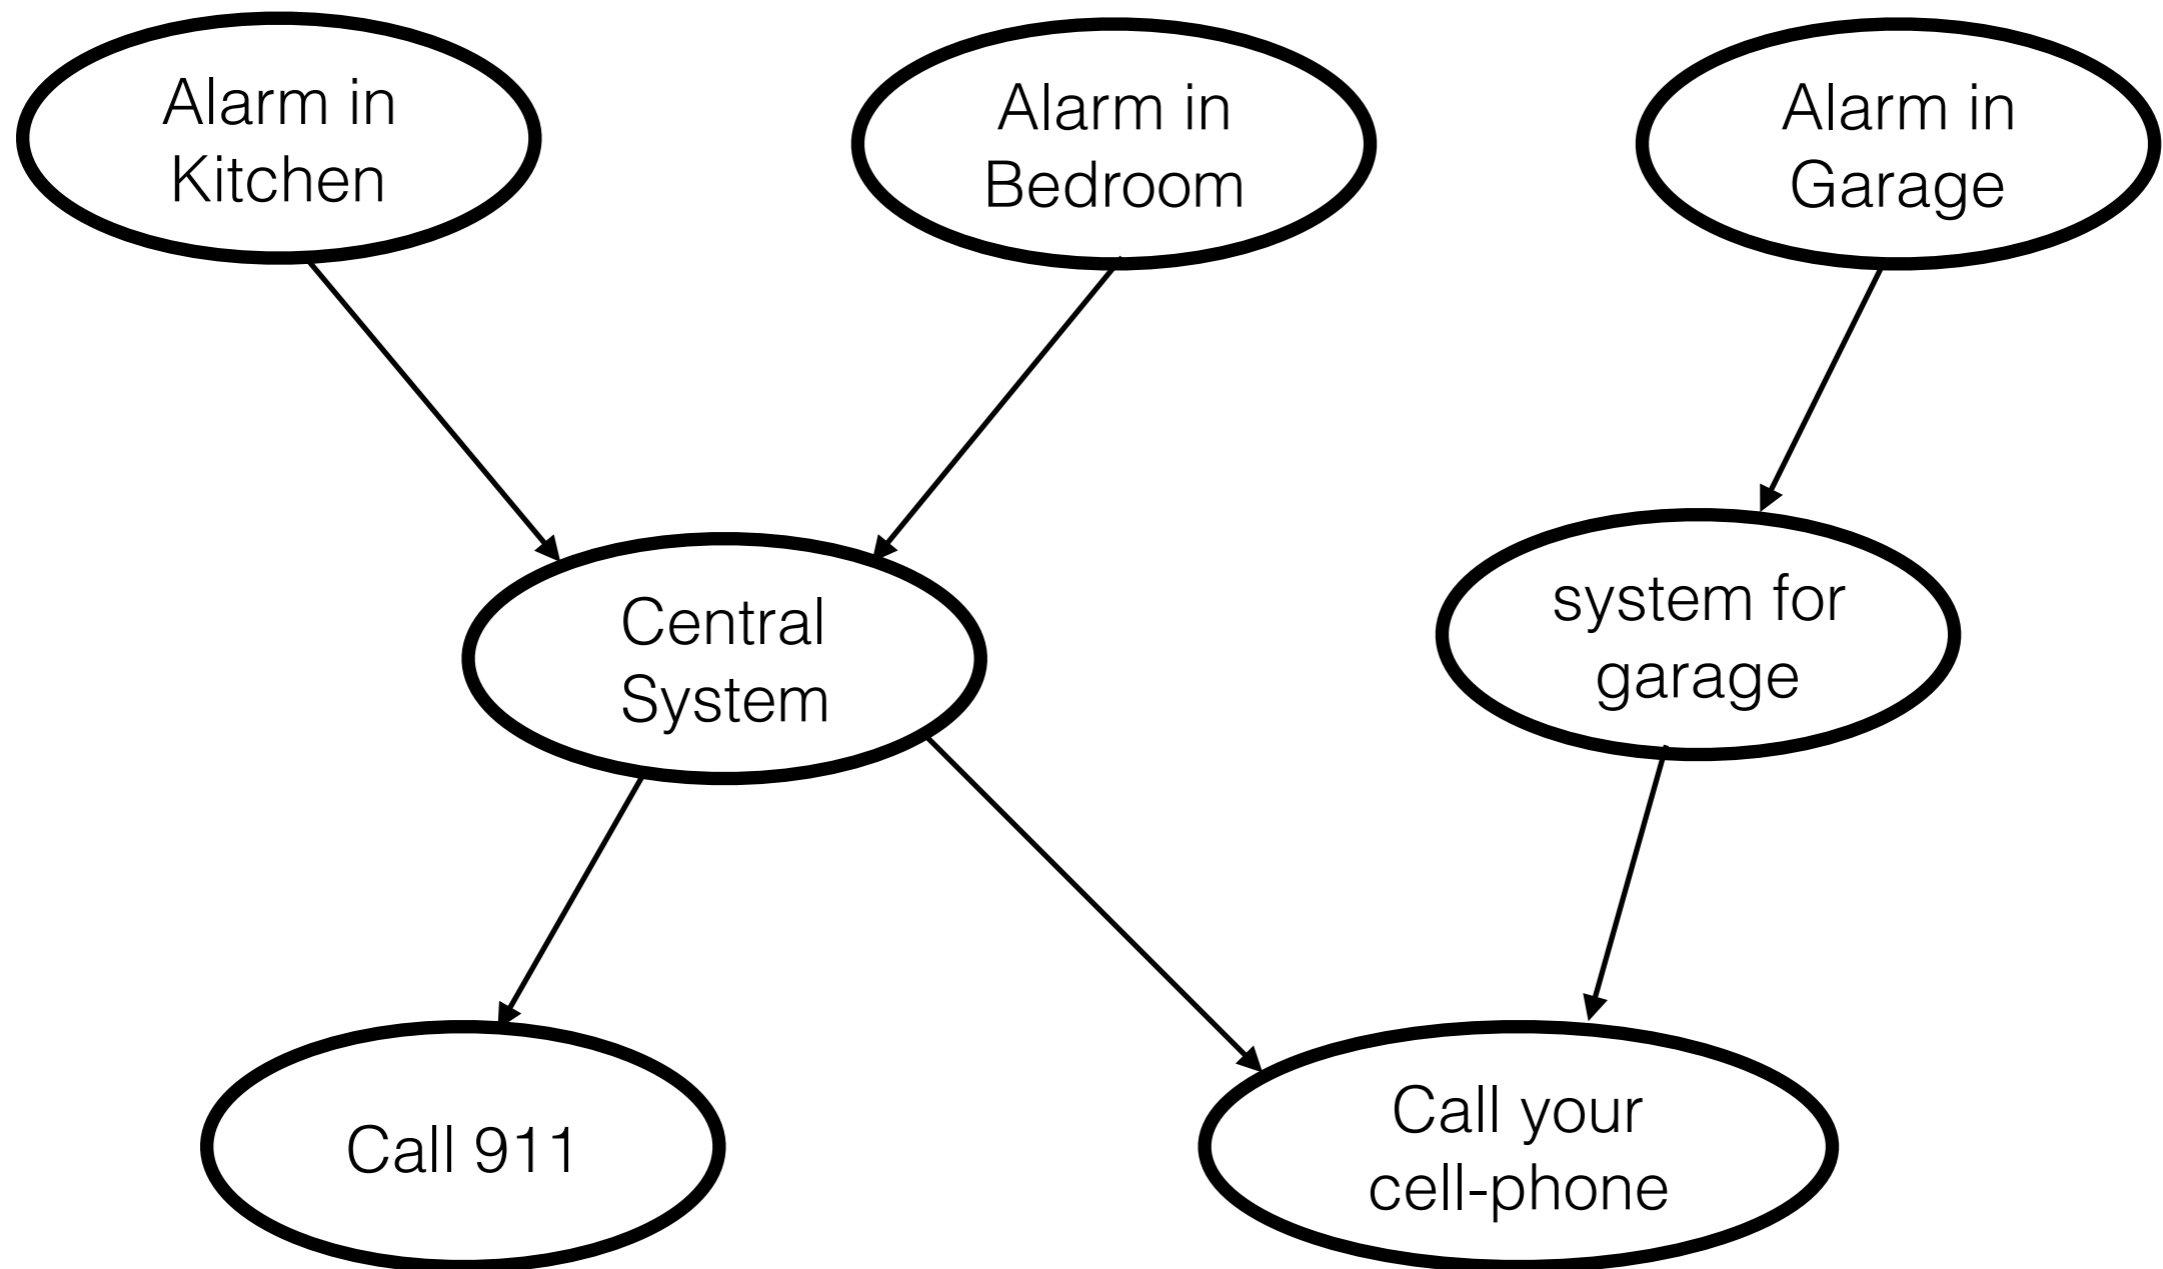 Alarm in
Kitchen
Alarm in
Bedroom
Alarm in
Garage
Central
System
system for
garage
Call 911
Call your
cell-phone